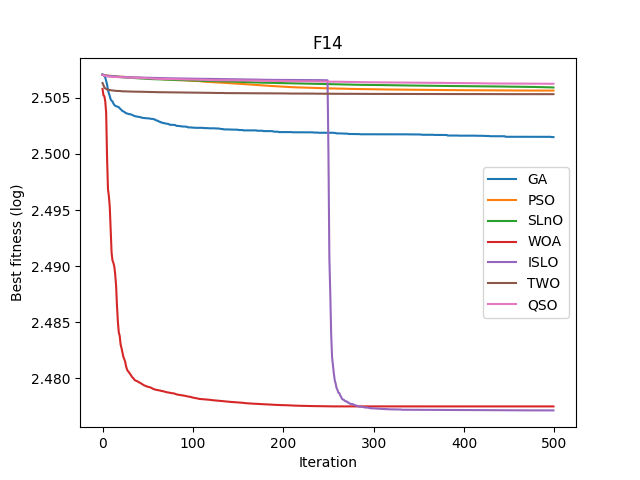 F14
Best fitness (log)
2.505
2.500
2.495
2.490
2.485
2.480
GA
PSO
SLnO
WOA
ISLO
TWO
QSO
0 100 200 300 400 500
Iteration